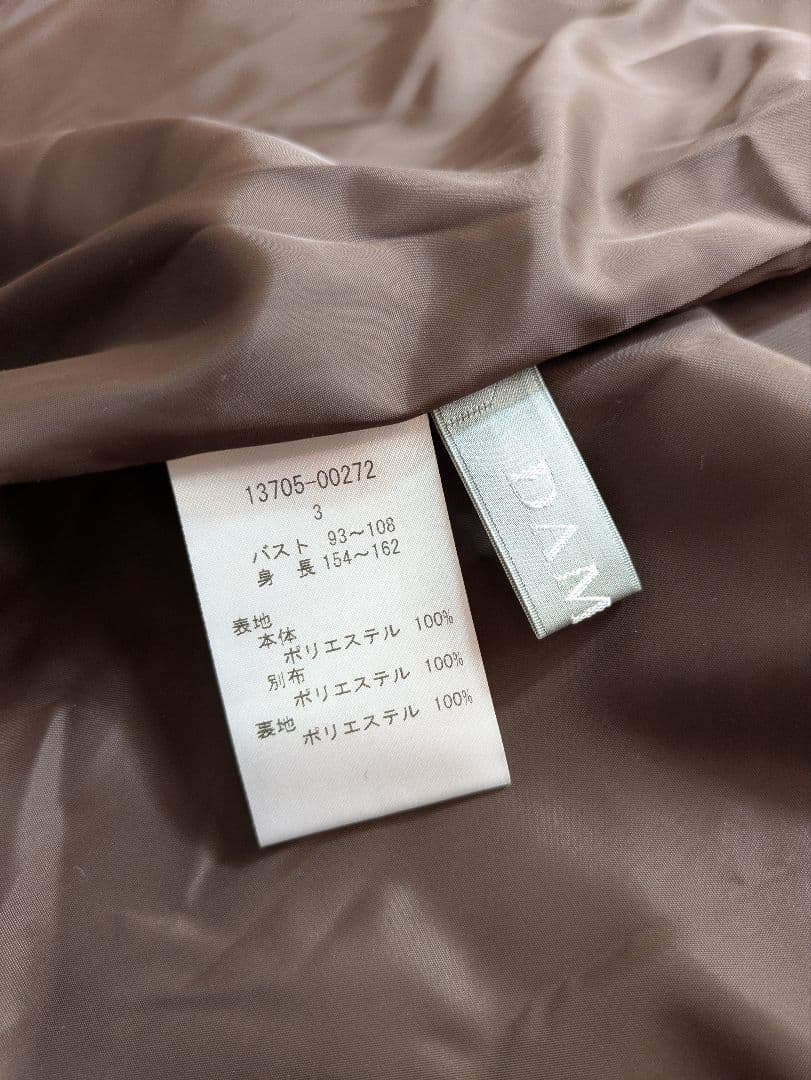 13705-00272
3
バスト 93～108
身 長 154～162
表地
本体
ポリエステル 100%
別布
ポリエステル 100%
裏地
ポリエステル 100%
DAM